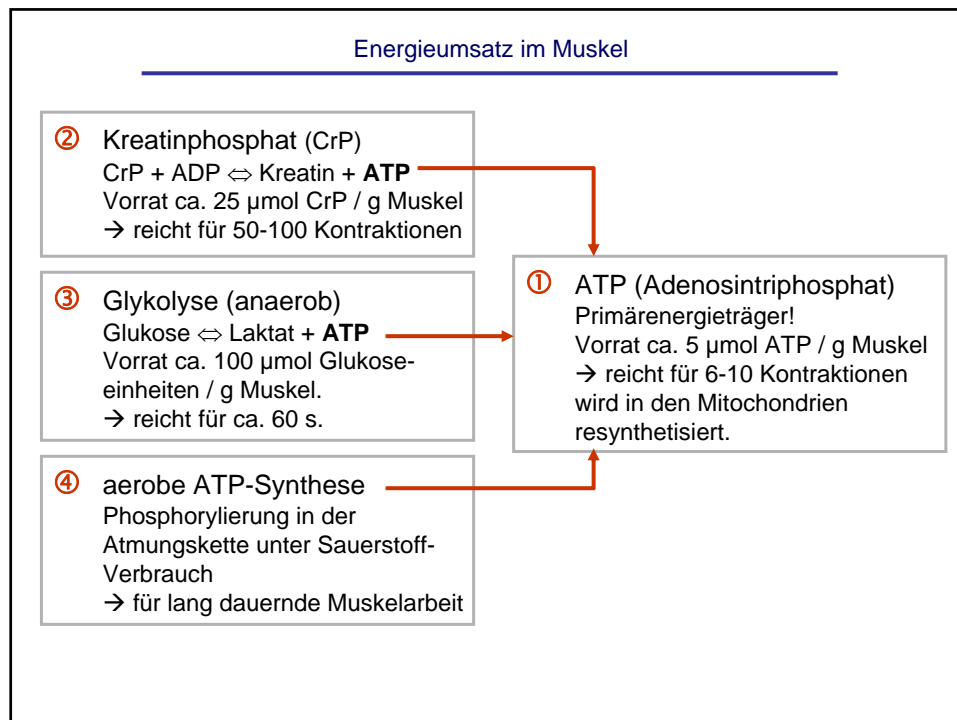 Energieumsatz im Muskel
② Kreatinphosphat (CrP)
CrP + ADP ⇔ Kreatin + ATP
Vorrat ca. 25 µmol CrP / g Muskel
→ reicht für 50-100 Kontraktionen
③ Glykolyse (anaerob)
Glukose ⇔ Laktat + ATP
Vorrat ca. 100 µmol Glukose-
einheiten / g Muskel.
→ reicht für ca. 60 s.
④ aerobe ATP-Synthese
Phosphorylierung in der
Atmungskette unter Sauerstoff-
Verbrauch
→ für lang dauernde Muskelarbeit
① ATP (Adenosintriphosphat)
Primärenergieträger!
Vorrat ca. 5 µmol ATP / g Muskel
→ reicht für 6-10 Kontraktionen
wird in den Mitochondrien
resynthetisiert.